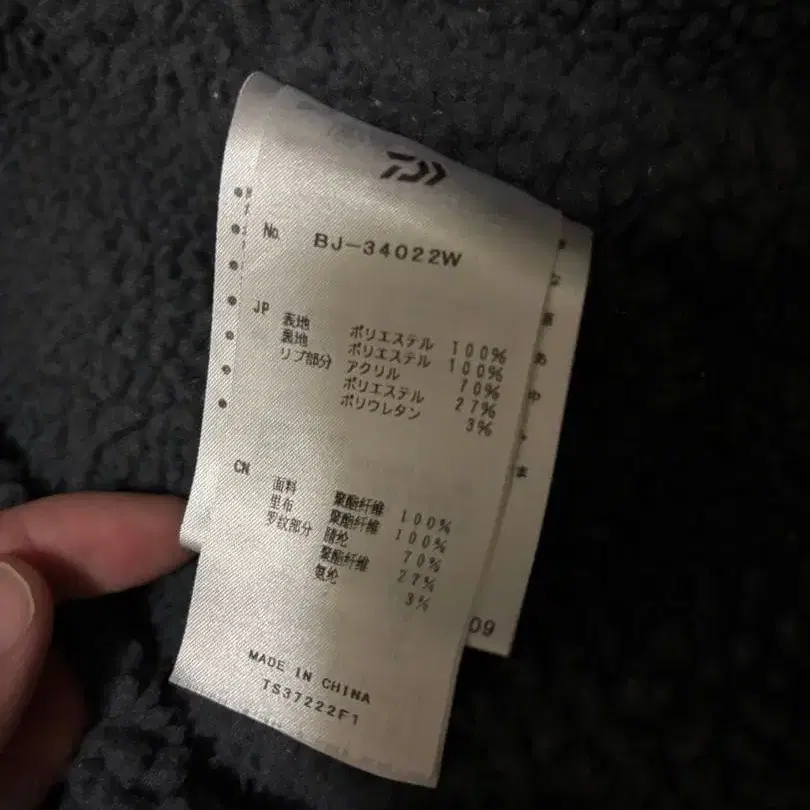 No. BJ-34022W
JP 表地 ポリエステル 100%
裏地 ポリエステル 100%
リブ部分 アクリル 70%
ポリエステル 27%
ポリウレタン 3%
CN 面料 聚酯纤维 100%
里布 聚酯纤维 100%
罗纹部分 腈纶 70%
聚酯纤维 27%
氨纶 3%
MADE IN CHINA
TS37222F1
09